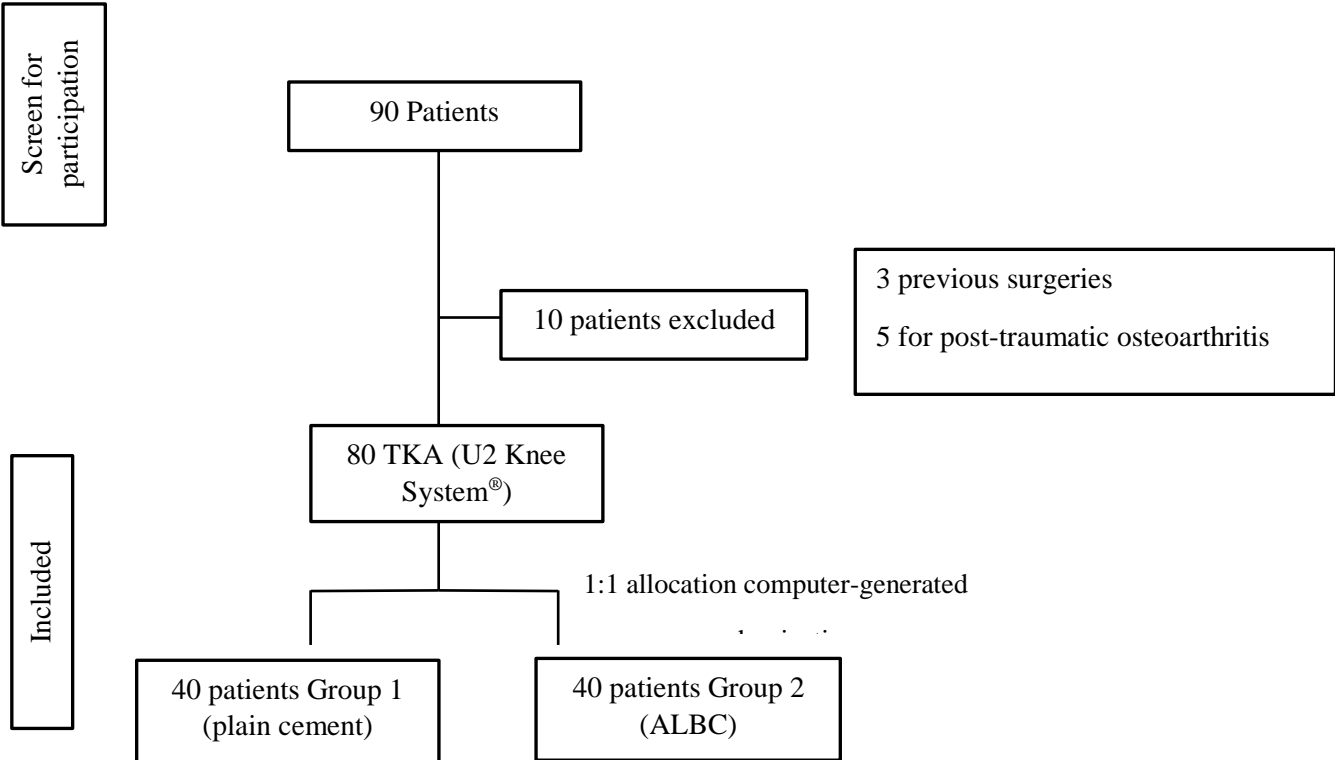 Screen for
participation
90 Patients
10 patients excluded
3 previous surgeries
5 for post-traumatic osteoarthritis
80 TKA (U2 Knee
System®)
Included
1:1 allocation computer-generated
40 patients Group 1
(plain cement)
40 patients Group 2
(ALBC)